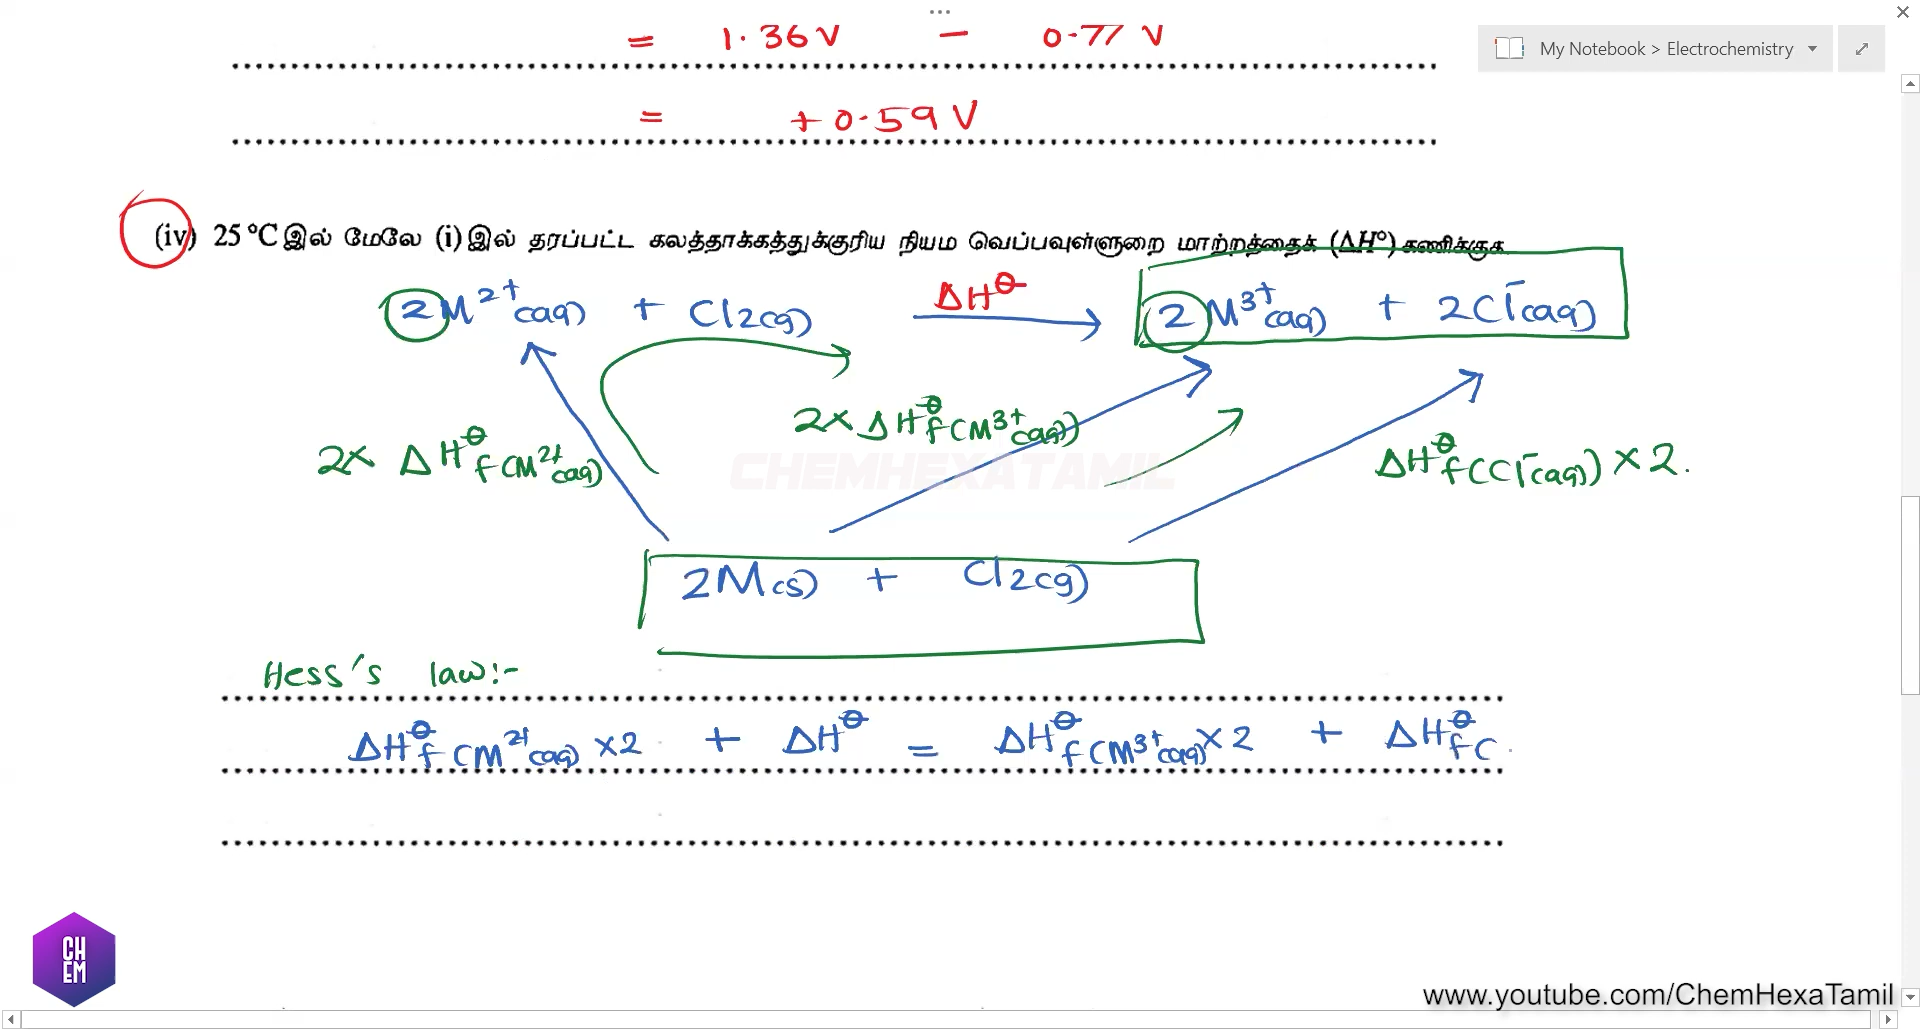 = 1.36 V - 0.77 V
My Notebook > Electrochemistry
= +0.59 V
(iv) 25 °C இல் மேலே (i) இல் தரப்பட்ட கலத்தாக்கத்துக்குரிய நியம வெப்பவுள்ளுறை மாற்றத்தைக் (ΔH°) கணிக்குக
2M²⁺(aq) + Cl₂(g) ΔH⊖ 2M³⁺(aq) + 2Cl⁻(aq)
2× ΔH⊖f(M²⁺(aq)) 2× ΔH⊖f(M³⁺(aq)) ΔH⊖f(Cl⁻(aq)) ×2.
CHEMHEXATAMIL
2M(s) + Cl₂(g)
Hess's law:-
ΔH⊖f(M²⁺(aq)) ×2 + ΔH⊖ = ΔH⊖f(M³⁺(aq)) ×2 + ΔH⊖f(
CH
EM
www.youtube.com/ChemHexaTamil